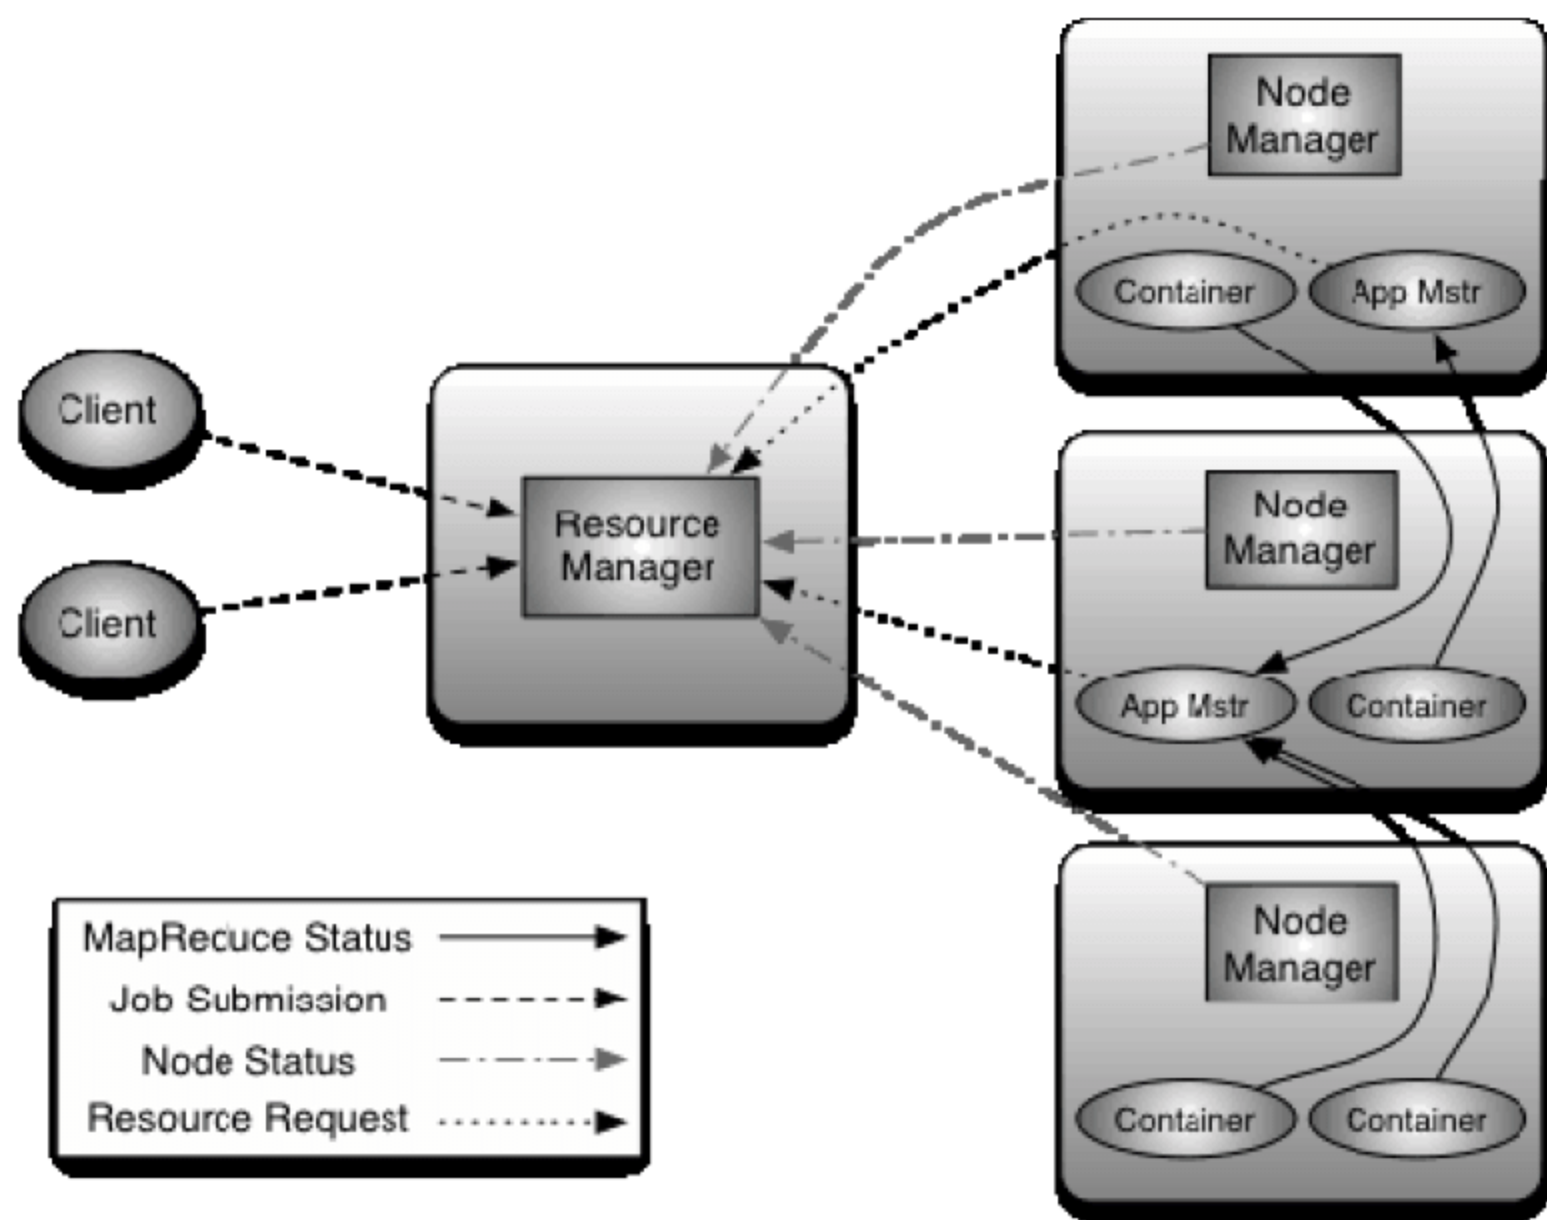 Node
Manager
Container
App Mstr
Client
Client
Resource
Manager
Node
Manager
App Mstr
Container
Node
Manager
Container
Container
MapReduce Status
Job Submission
Node Status
Resource Request